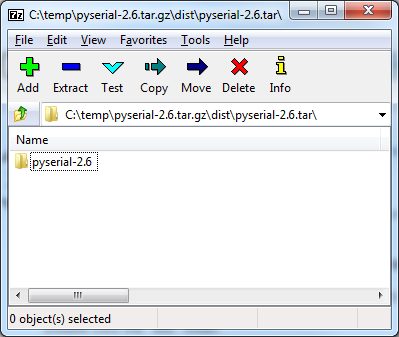 7z C:\temp\pyserial-2.6.tar.gz\dist\pyserial-2.6.tar\
File Edit View Favorites Tools Help
Add Extract Test Copy Move Delete Info
C:\temp\pyserial-2.6.tar.gz\dist\pyserial-2.6.tar\
Name
pyserial-2.6
0 object(s) selected